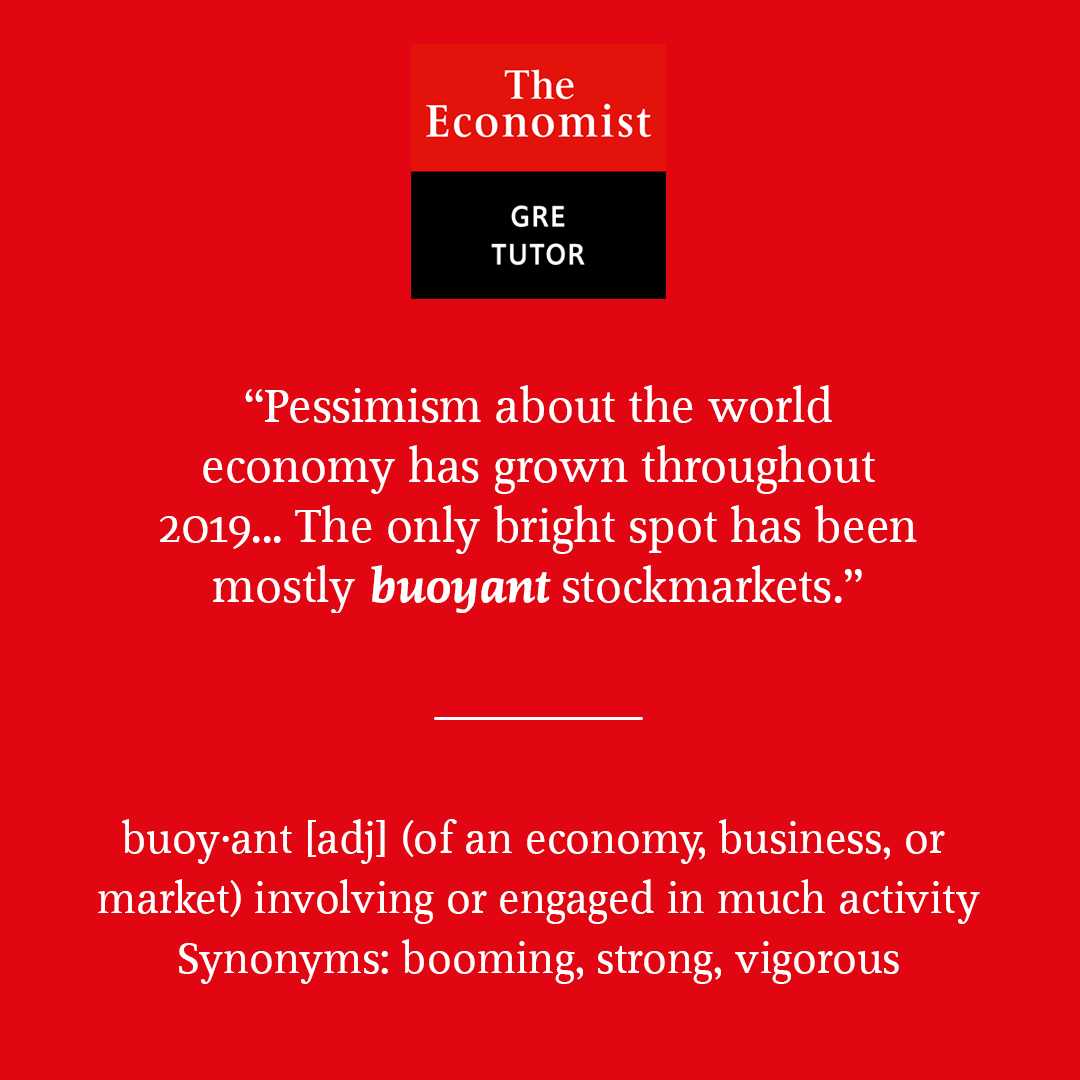 The
Economist
GRE
TUTOR
“Pessimism about the world
economy has grown throughout
2019... The only bright spot has been
mostly buoyant stockmarkets.”
buoy·ant [adj] (of an economy, business, or
market) involving or engaged in much activity
Synonyms: booming, strong, vigorous